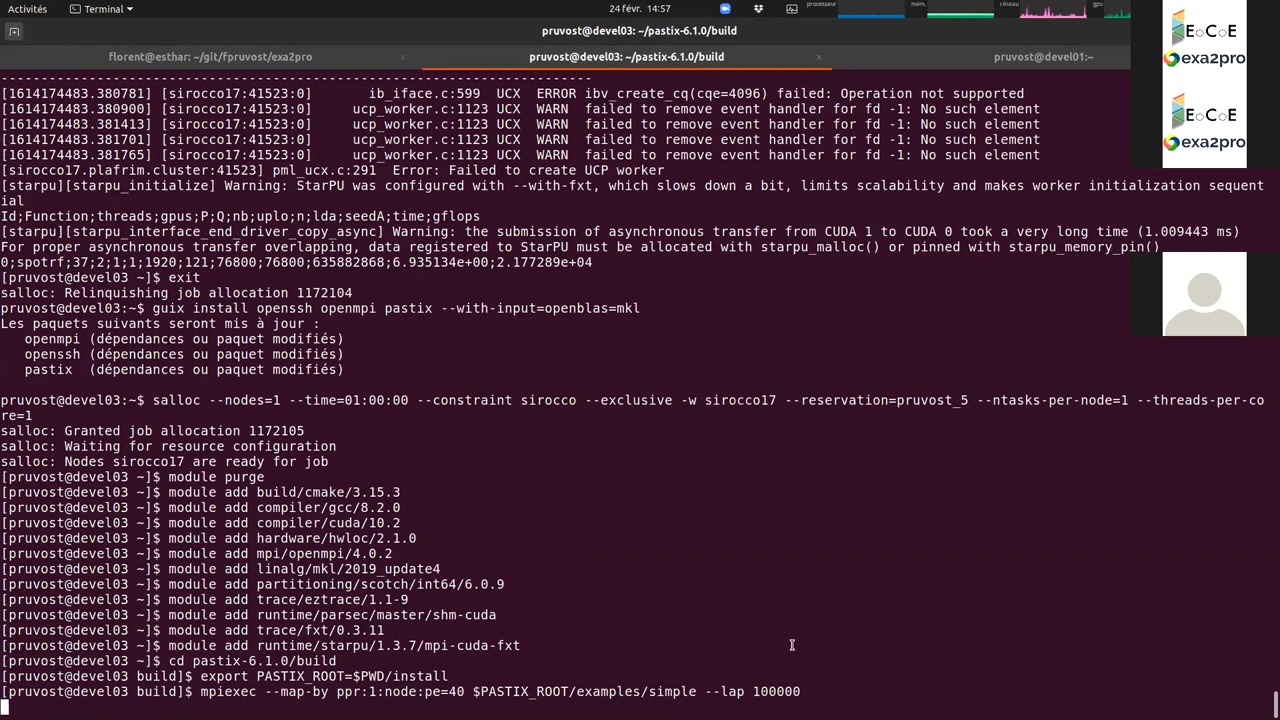 Activités
Terminal
24 févr. 14:57
processeur
mém.
réseau
gpu
pruvost@devel03: ~/pastix-6.1.0/build
florent@esthar: ~/git/fpruvost/exa2pro
pruvost@devel03: ~/pastix-6.1.0/build
pruvost@devel01:~
EoCoE
exa2pro
EoCoE
exa2pro
--------------------------------------------------------------------------
[1614174483.380781] [sirocco17:41523:0] ib_iface.c:599 UCX ERROR ibv_create_cq(cqe=4096) failed: Operation not supported
[1614174483.380900] [sirocco17:41523:0] ucp_worker.c:1123 UCX WARN failed to remove event handler for fd -1: No such element
[1614174483.381413] [sirocco17:41523:0] ucp_worker.c:1123 UCX WARN failed to remove event handler for fd -1: No such element
[1614174483.381701] [sirocco17:41523:0] ucp_worker.c:1123 UCX WARN failed to remove event handler for fd -1: No such element
[1614174483.381765] [sirocco17:41523:0] ucp_worker.c:1123 UCX WARN failed to remove event handler for fd -1: No such element
[sirocco17.plafrim.cluster:41523] pml_ucx.c:291 Error: Failed to create UCP worker
[starpu][starpu_initialize] Warning: StarPU was configured with --with-fxt, which slows down a bit, limits scalability and makes worker initialization sequent
ial
Id;Function;threads;gpus;P;Q;nb;uplo;n;lda;seedA;time;gflops
[starpu][starpu_interface_end_driver_copy_async] Warning: the submission of asynchronous transfer from CUDA 1 to CUDA 0 took a very long time (1.009443 ms)
For proper asynchronous transfer overlapping, data registered to StarPU must be allocated with starpu_malloc() or pinned with starpu_memory_pin()
0;spotrf;37;2;1;1;1920;121;76800;76800;635882868;6.935134e+00;2.177289e+04
[pruvost@devel03 ~]$ exit
salloc: Relinquishing job allocation 1172104
pruvost@devel03:~$ guix install openssh openmpi pastix --with-input=openblas=mkl
Les paquets suivants seront mis à jour :
openmpi (dépendances ou paquet modifiés)
openssh (dépendances ou paquet modifiés)
pastix (dépendances ou paquet modifiés)
pruvost@devel03:~$ salloc --nodes=1 --time=01:00:00 --constraint sirocco --exclusive -w sirocco17 --reservation=pruvost_5 --ntasks-per-node=1 --threads-per-co
re=1
salloc: Granted job allocation 1172105
salloc: Waiting for resource configuration
salloc: Nodes sirocco17 are ready for job
[pruvost@devel03 ~]$ module purge
[pruvost@devel03 ~]$ module add build/cmake/3.15.3
[pruvost@devel03 ~]$ module add compiler/gcc/8.2.0
[pruvost@devel03 ~]$ module add compiler/cuda/10.2
[pruvost@devel03 ~]$ module add hardware/hwloc/2.1.0
[pruvost@devel03 ~]$ module add mpi/openmpi/4.0.2
[pruvost@devel03 ~]$ module add linalg/mkl/2019_update4
[pruvost@devel03 ~]$ module add partitioning/scotch/int64/6.0.9
[pruvost@devel03 ~]$ module add trace/eztrace/1.1-9
[pruvost@devel03 ~]$ module add runtime/parsec/master/shm-cuda
[pruvost@devel03 ~]$ module add trace/fxt/0.3.11
[pruvost@devel03 ~]$ module add runtime/starpu/1.3.7/mpi-cuda-fxt
[pruvost@devel03 ~]$ cd pastix-6.1.0/build
[pruvost@devel03 build]$ export PASTIX_ROOT=$PWD/install
[pruvost@devel03 build]$ mpiexec --map-by ppr:1:node:pe=40 $PASTIX_ROOT/examples/simple --lap 100000